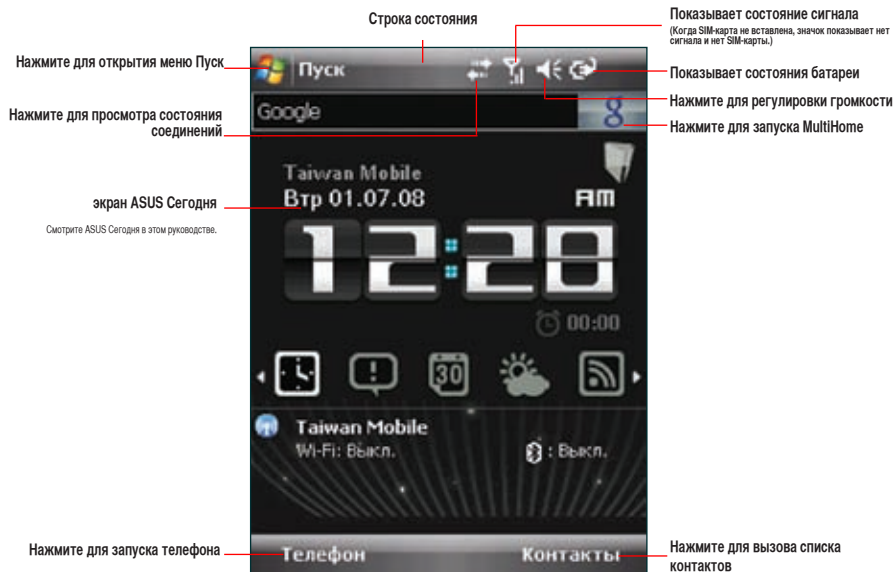 Строка состояния
Показывает состояние сигнала
(Когда SIM-карта не вставлена, значок показывает нет
сигнала и нет SIM-карты.)
Нажмите для открытия меню Пуск
Пуск
Показывает состояния батареи
Нажмите для регулировки громкости
Нажмите для просмотра состояния
соединений
Google
g
Нажмите для запуска MultiHome
Taiwan Mobile
экран ASUS Сегодня
Втр 01.07.08
AM
Смотрите ASUS Сегодня в этом руководстве.
12:20
00:00
30
Taiwan Mobile
Wi-Fi: Выкл.
: Выкл.
Нажмите для запуска телефона
Телефон
Контакты
Нажмите для вызова списка
контактов